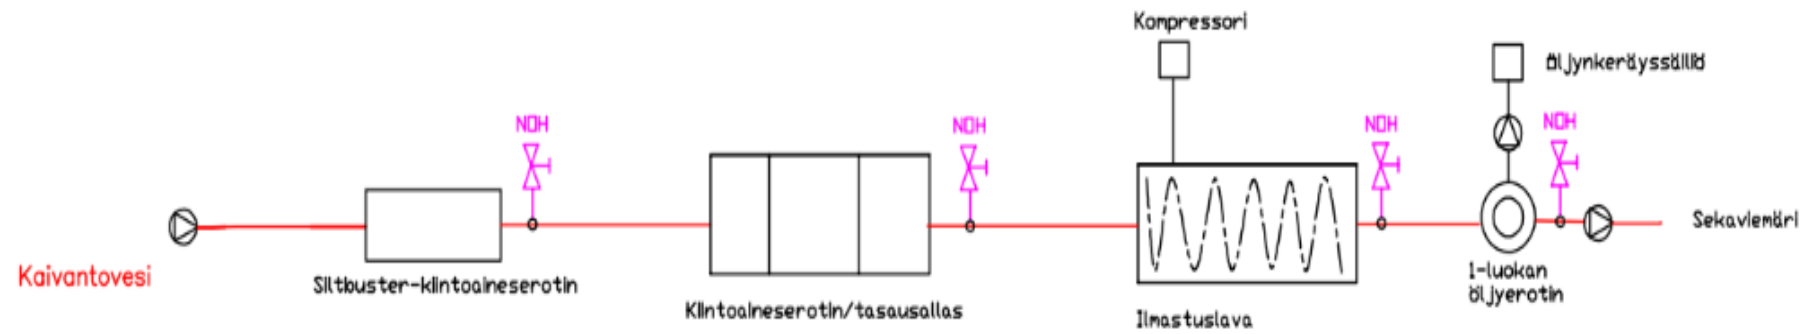 Kompressori
Öljynkeräyssäiliö
NOH
NOH
NOH
NOH
Sekaviemäri
Kaivantovesi
Siltbuster-kiintoaineserotin
Kiintoaineserotin/tasausallas
Ilmastuslava
1-luokan
öljyerotin